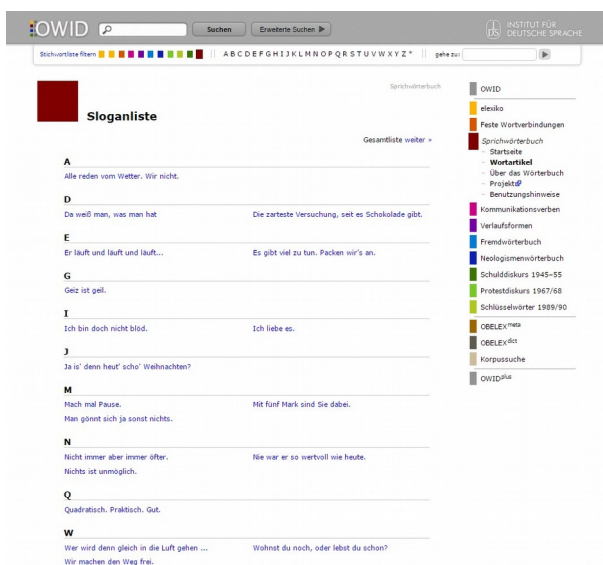 OWID
Suchen
Erweiterte Suchen
INSTITUT FÜR
DEUTSCHE SPRACHE
Stichwortliste filtern
A B C D E F G H I J K L M N O P Q R S T U V W X Y Z *
gehe zu:
Sprichwörterbuch
Sloganliste
Gesamtliste weiter »
A
Alle reden vom Wetter. Wir nicht.
D
Da weiß man, was man hat
Die zarteste Versuchung, seit es Schokolade gibt.
E
Er läuft und läuft und läuft...
Es gibt viel zu tun. Packen wir's an.
G
Geiz ist geil.
I
Ich bin doch nicht blöd.
Ich liebe es.
J
Ja is' denn heut' scho' Weihnachten?
M
Mach mal Pause.
Mit fünf Mark sind Sie dabei.
Man gönnt sich ja sonst nichts.
N
Nicht immer aber immer öfter.
Nie war er so wertvoll wie heute.
Nichts ist unmöglich.
Q
Quadratisch. Praktisch. Gut.
W
Wer wird denn gleich in die Luft gehen ...
Wohnst du noch, oder lebst du schon?
Wir machen den Weg frei.
OWID
elexiko
Feste Wortverbindungen
Sprichwörterbuch
- Startseite
- Wortartikel
- Über das Wörterbuch
- Projekt
- Benutzungshinweise
Kommunikationsverben
Verlaufsformen
Fremdwörterbuch
Neologismenwörterbuch
Schulddiskurs 1945–55
Protestdiskurs 1967/68
Schlüsselwörter 1989/90
OBELEX meta
OBELEX dict
Korpussuche
OWID plus